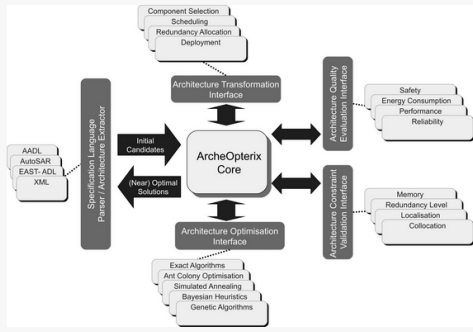 Component Selection
Scheduling
Redundancy Allocation
Deployment
Architecture Transformation
Interface
Architecture Quality
Evaluation Interface
Safety
Energy Consumption
Performance
Reliability
Specification Language
Parser / Architecture Extractor
AADL
AutoSAR
EAST- ADL
XML
Initial
Candidates
ArcheOpterix
Core
(Near) Optimal
Solutions
Architecture Constraint
Validation Interface
Memory
Redundancy Level
Localisation
Collocation
Architecture Optimisation
Interface
Exact Algorithms
Ant Colony Optimisation
Simulated Annealing
Bayesian Heuristics
Genetic Algorithms